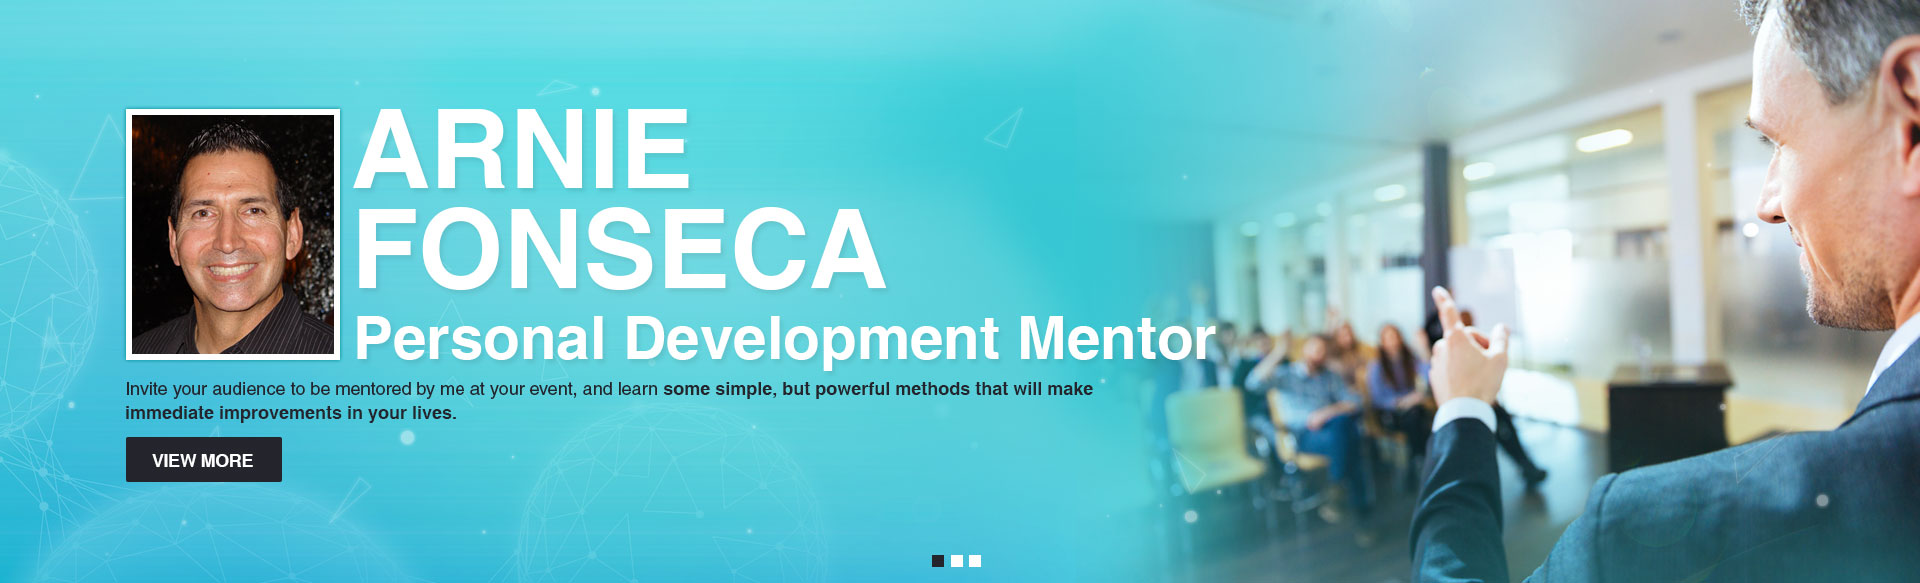 ARNIE
FONSECA
Personal Development Mentor
Invite your audience to be mentored by me at your event, and learn some simple, but powerful methods that will make
immediate improvements in your lives.
VIEW MORE